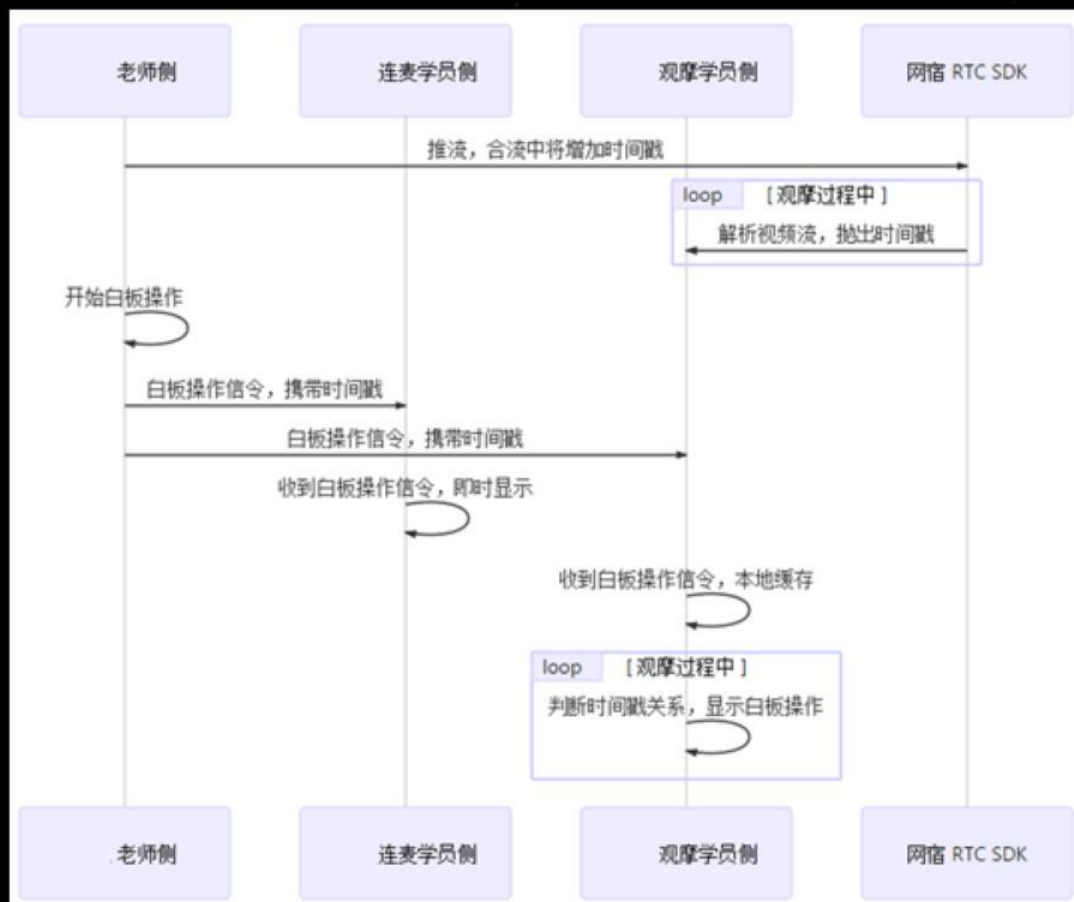 老师侧
连麦学员侧
观摩学员侧
网宿 RTC SDK
推流，合流中将增加时间戳
loop
[ 观摩过程中 ]
解析视频流，抛出时间戳
开始白板操作
白板操作信令，携带时间戳
白板操作信令，携带时间戳
收到白板操作信令，即时显示
收到白板操作信令，本地缓存
loop
[ 观摩过程中 ]
判断时间戳关系，显示白板操作
老师侧
连麦学员侧
观摩学员侧
网宿 RTC SDK